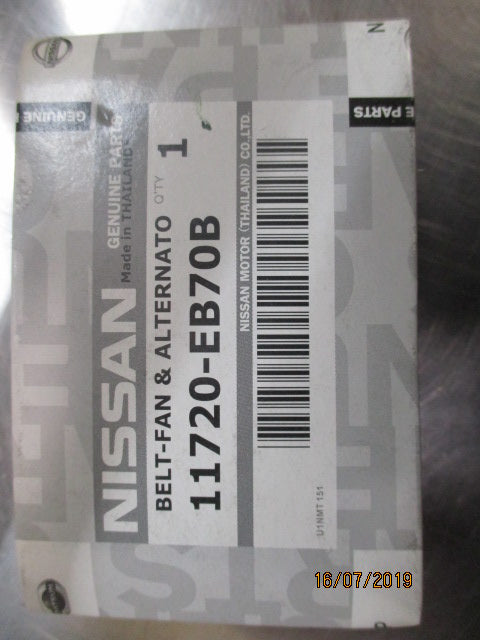 NISSAN
GENUINE PARTS
Made in THAILAND
BELT-FAN & ALTERNATO Q'TY
11720-EB70B 1
NISSAN MOTOR (THAILAND) CO.,LTD.
U1NMT151
GENUINE
E PARTS
N
16/07/2019